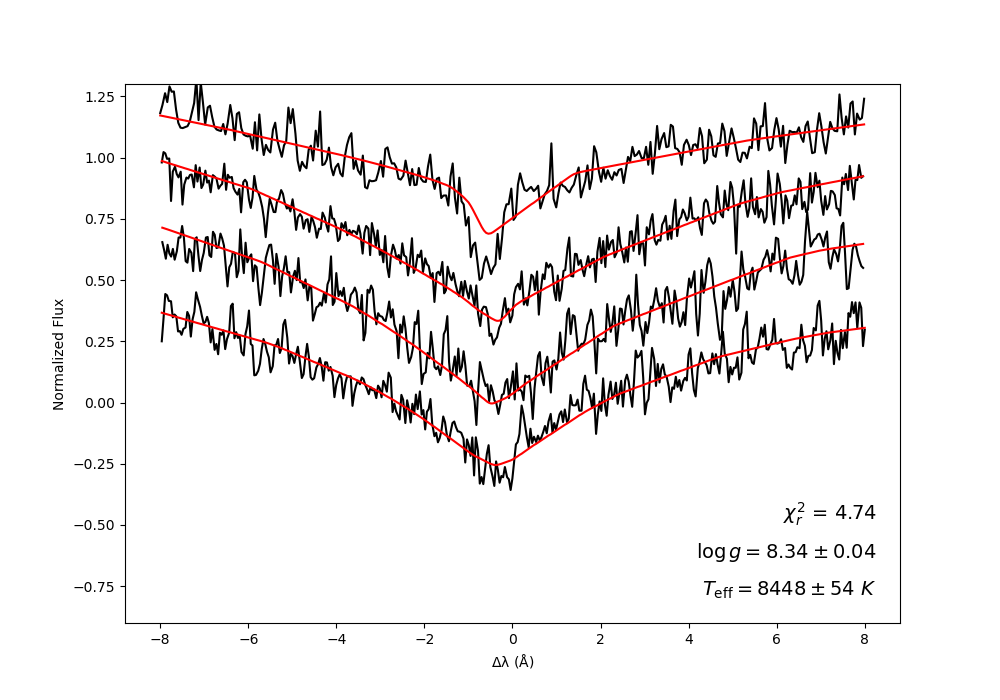 1.25
1.00
0.75
0.50
0.25
0.00
−0.25
−0.50
−0.75
Normalized Flux
χ²ᵣ = 4.74
log g = 8.34 ± 0.04
T_eff = 8448 ± 54 K
−8 −6 −4 −2 0 2 4 6 8
Δλ (Å)